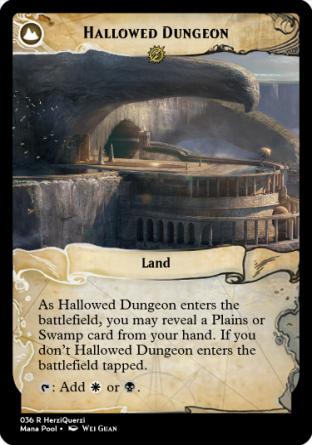 HALLOWED DUNGEON
Land
As Hallowed Dungeon enters the
battlefield, you may reveal a Plains or
Swamp card from your hand. If you
don't Hallowed Dungeon enters the
battlefield tapped.
: Add or .
036 R HerziQuerzi
Mana Pool • WEI GUAN